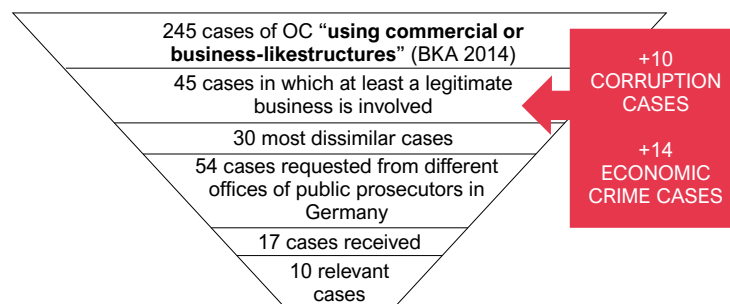 245 cases of OC “using commercial or
business-likestructures” (BKA 2014)
45 cases in which at least a legitimate
business is involved
30 most dissimilar cases
54 cases requested from different
offices of public prosecutors in
Germany
17 cases received
10 relevant
cases
+10
CORRUPTION
CASES
+14
ECONOMIC
CRIME CASES